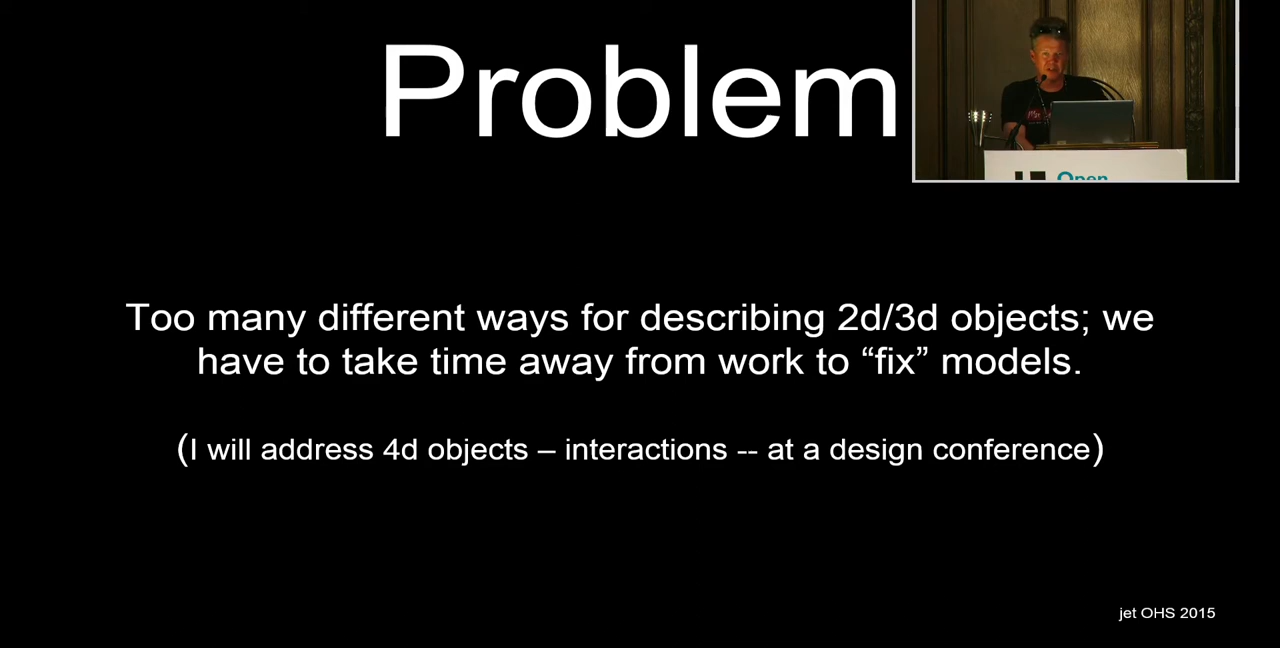 Problem
Open
Too many different ways for describing 2d/3d objects; we
have to take time away from work to “fix” models.
(I will address 4d objects – interactions -- at a design conference)
jet OHS 2015